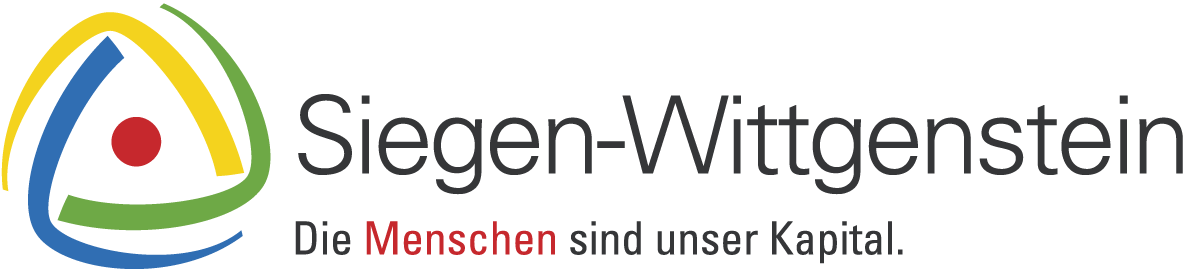 Siegen-Wittgenstein
Die Menschen sind unser Kapital.